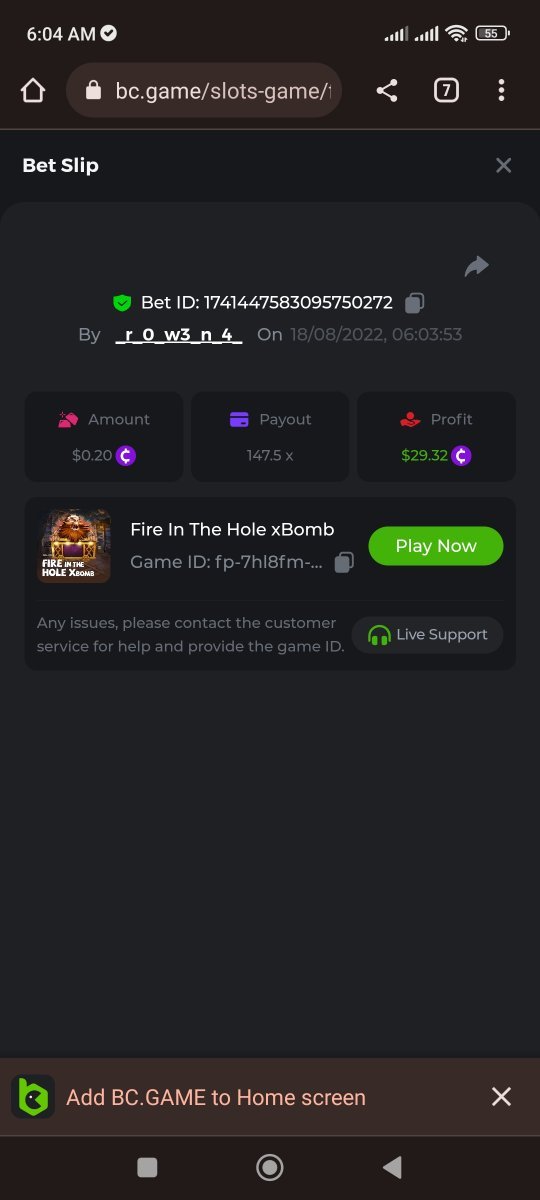 6:04 AM
55
bc.game/slots-game/
7
Bet Slip
Bet ID: 1741447583095750272
By _r_0_w3_n_4_ On 18/08/2022, 06:03:53
Amount
Payout
Profit
$0.20
147.5 x
$29.32
FIRE IN THE
HOLE XBOMB
Fire In The Hole xBomb
Game ID: fp-7hl8fm-...
Play Now
Any issues, please contact the customer
service for help and provide the game ID.
Live Support
Add BC.GAME to Home screen